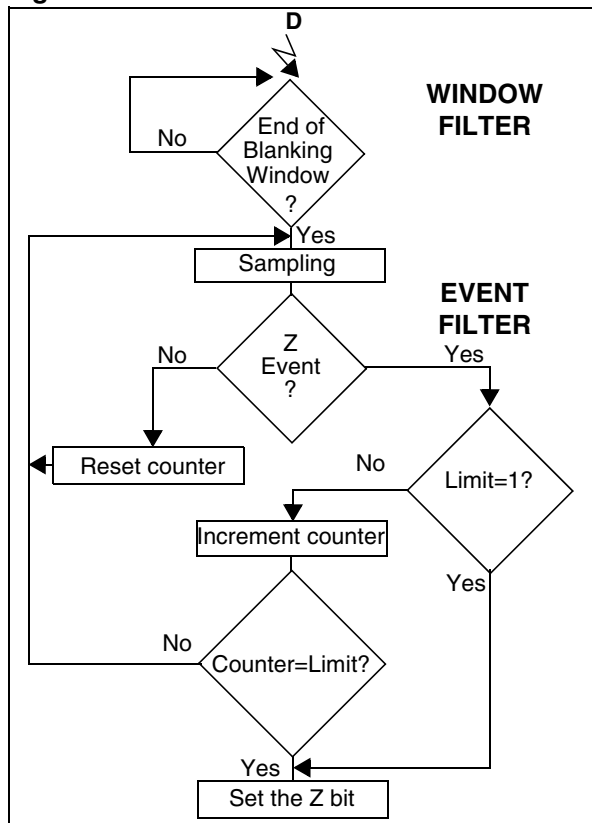 D
WINDOW
FILTER
End of
Blanking
Window
?
No
Yes
Sampling
EVENT
FILTER
Z
Event
?
No
Yes
Reset counter
Limit=1?
No
Increment counter
Yes
Counter=Limit?
No
Yes
Set the Z bit